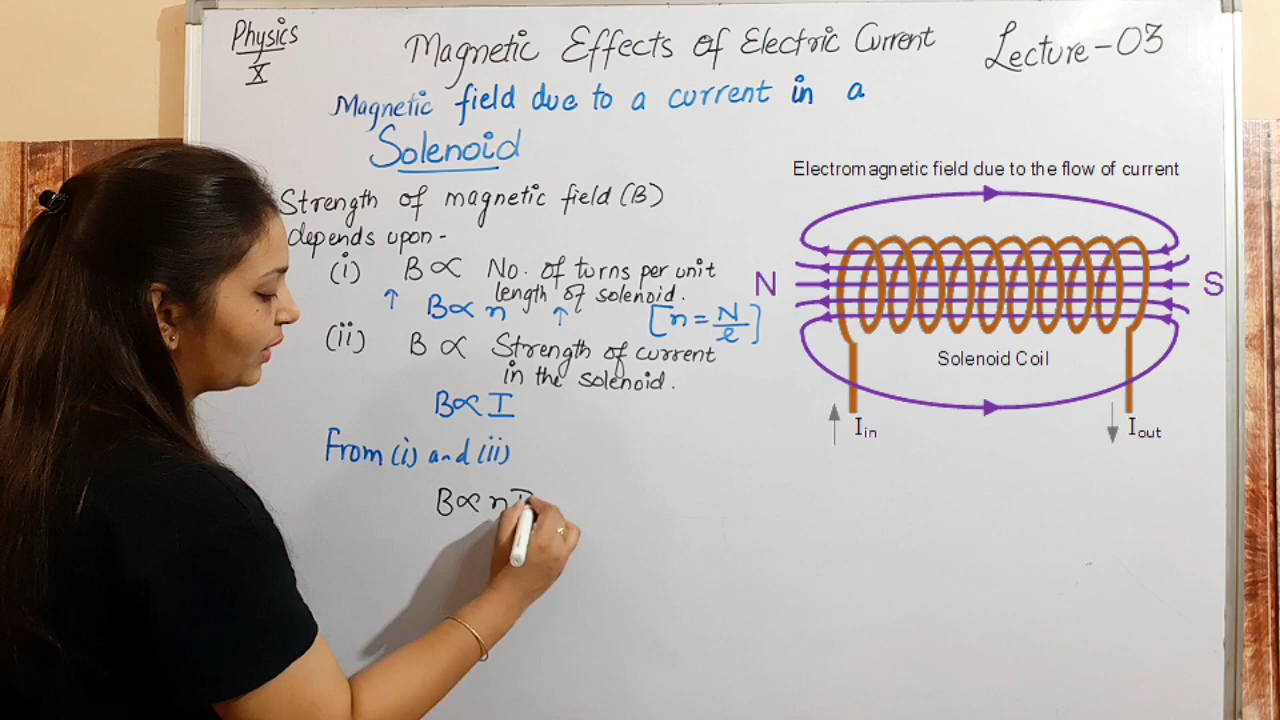 Physics
X
Magnetic Effects of Electric Current
Lecture-03
Magnetic field due to a current in a
Solenoid
Strength of magnetic field (B)
depends upon -
(i) B ∝ No. of turns per unit
length of solenoid.
↑ B ∝ n ↑ [n = N/l]
(ii) B ∝ Strength of current
in the solenoid.
B ∝ I
From (i) and (ii)
B ∝ n
Electromagnetic field due to the flow of current
N
S
Solenoid Coil
↑ Iin
↓ Iout